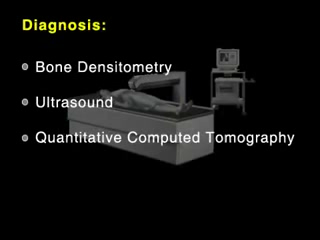 Diagnosis:
Bone Densitometry
Ultrasound
Quantitative Computed Tomography